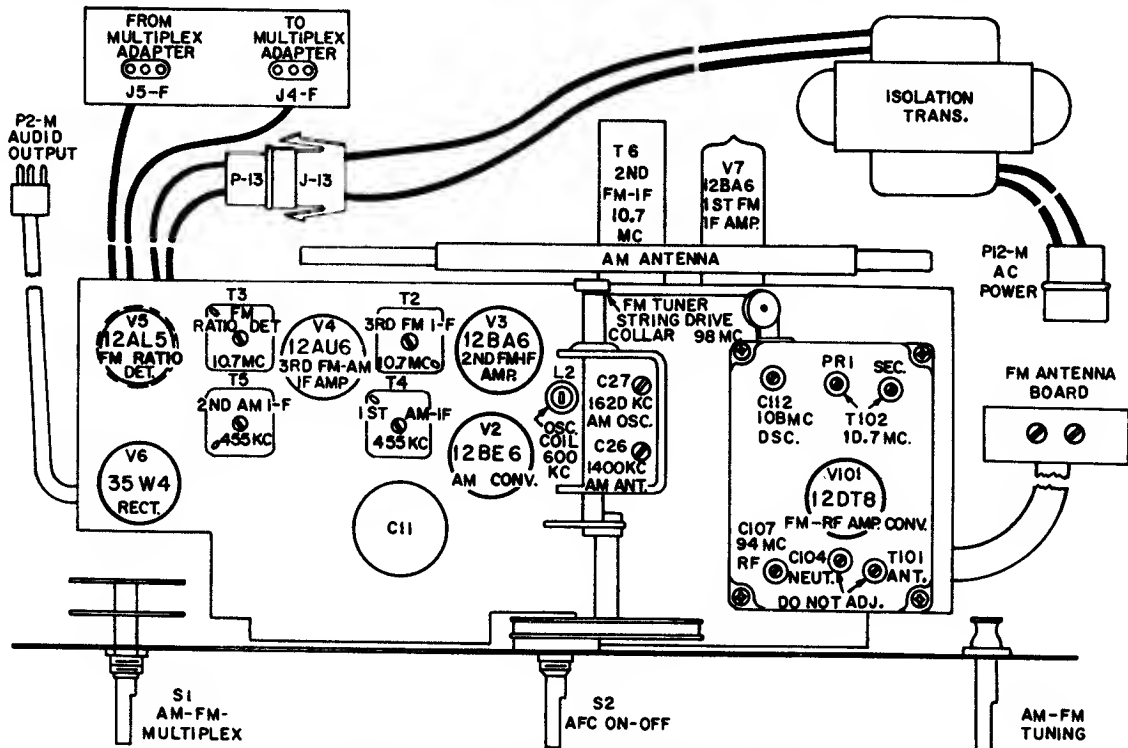 FROM
MULTIPLEX
ADAPTER
J5-F
TO
MULTIPLEX
ADAPTER
J4-F
P2-M
AUDIO
OUTPUT
P-13
J-13
ISOLATION
TRANS.
T 6
2ND
FM-IF
10.7
MC
V7
12BA6
1 ST FM
IF AMP.
AM ANTENNA
P12-M
AC
POWER
V5
12AL5
FM RATIO
DET.
T3
FM
RATIO DET
10.7MC
V4
12AU6
3RD FM-AM
IF AMP
T2
3RD FM I-F
10.7MC
V3
12BA6
2ND FM-IF
AMP.
FM TUNER
STRING DRIVE
COLLAR 98 MC
T5
2ND AM I-F
455KC
T4
1 ST AM-IF
455KC
V2
12BE6
AM CONV.
L2
OSC.
COIL
600
KC
C27
162D KC
AM OSC.
C26
1400KC
AM ANT.
PRI
SEC.
C112
108MC
DSC.
T102
10.7 MC.
V101
12DT8
FM-RF AMP. CONV.
C107
94 MC
RF
C104
NEUT.
T101
ANT.
DO NOT ADJ.
FM ANTENNA
BOARD
V6
35W4
RECT.
C11
S1
AM-FM-
MULTIPLEX
S2
AFC ON-OFF
AM-FM
TUNING